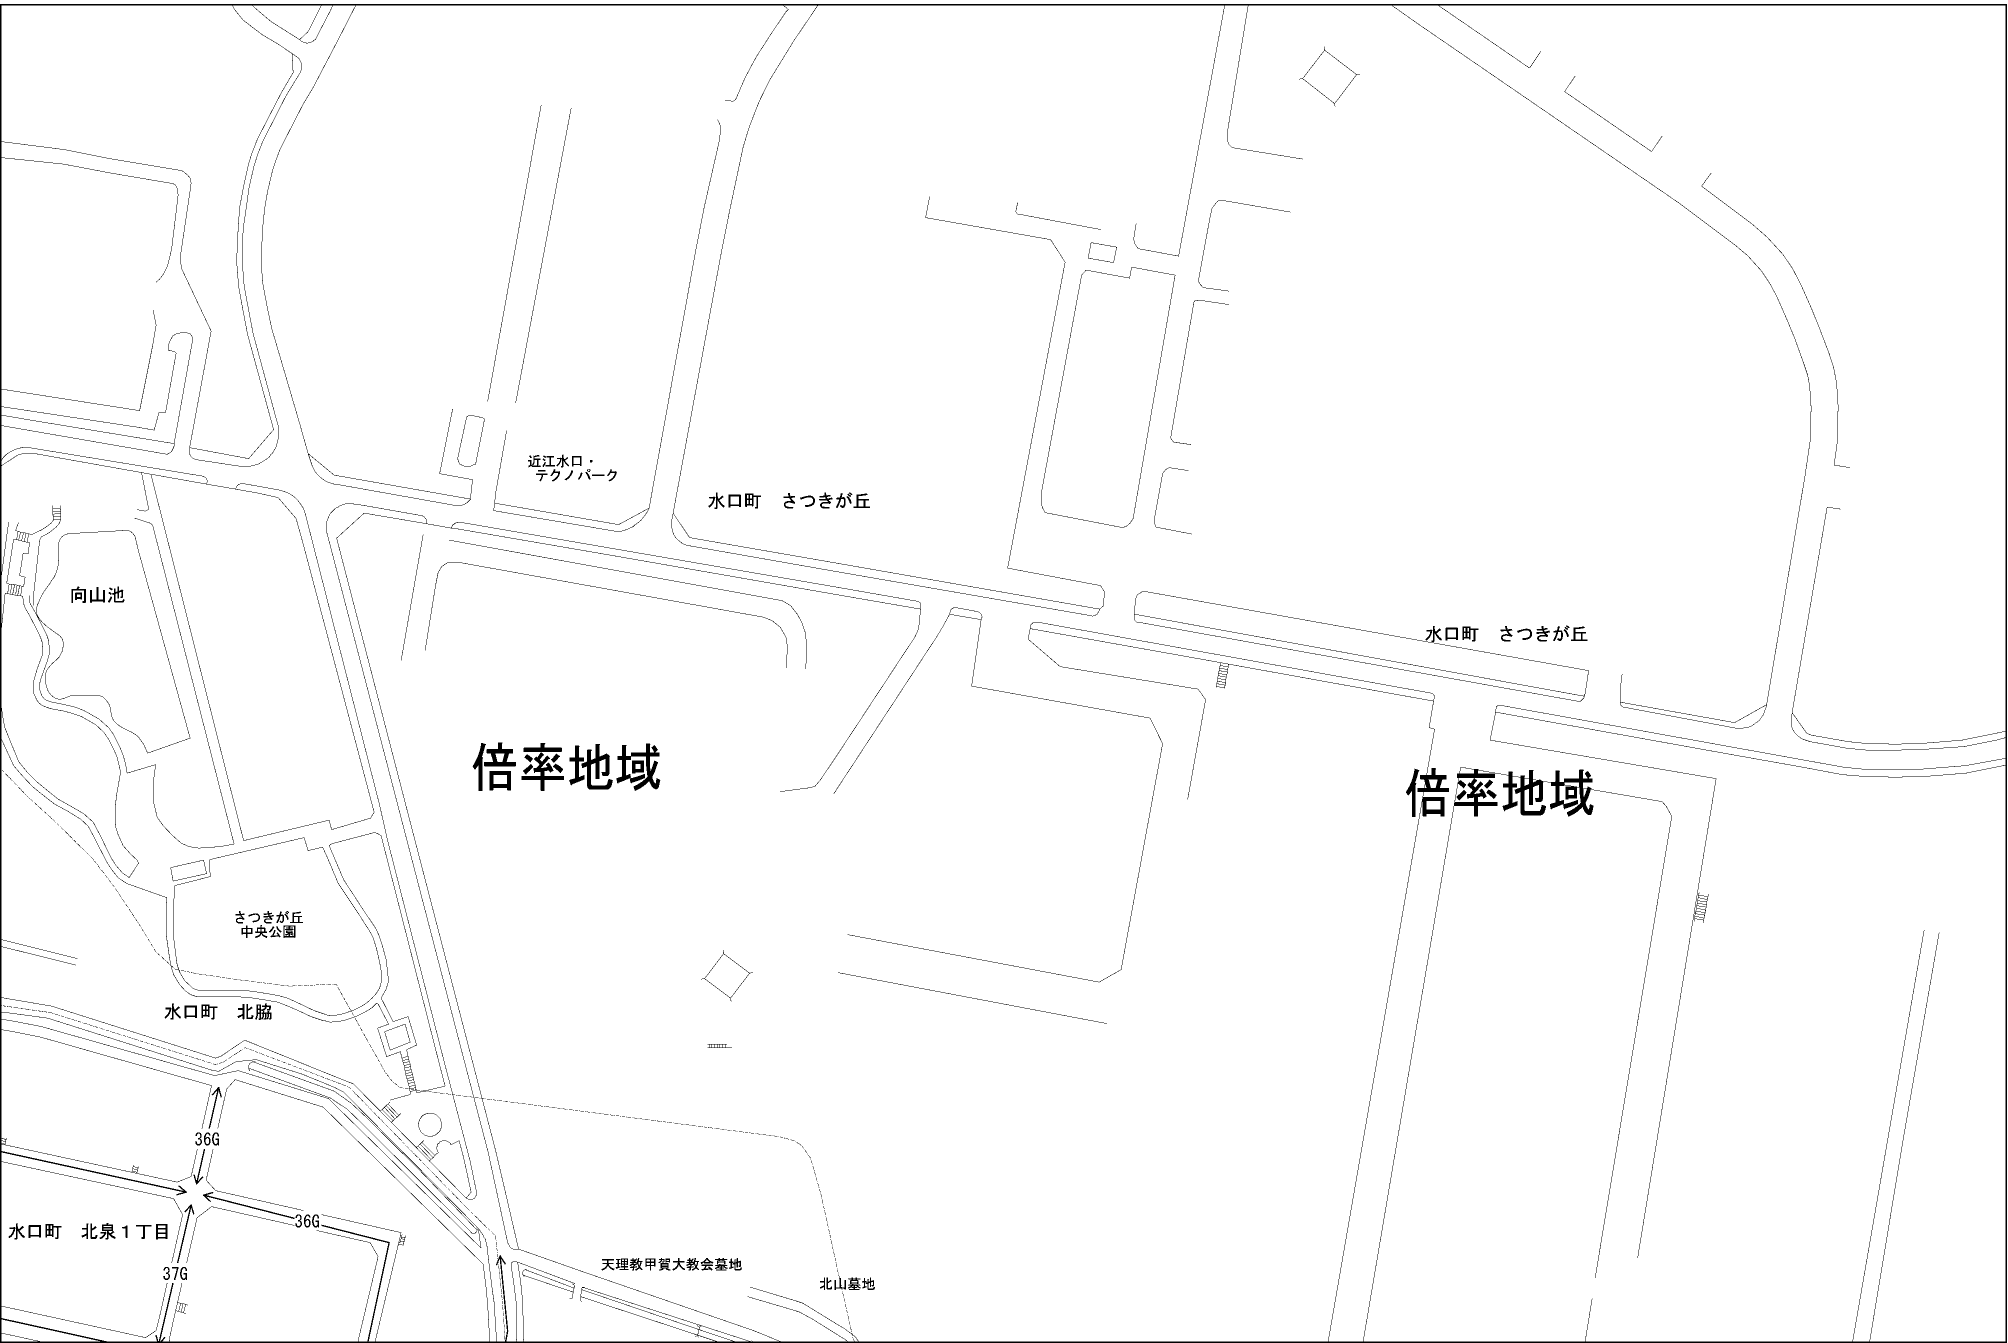 近江水口・
テクノパーク
水口町　さつきが丘
向山池
水口町　さつきが丘
倍率地域
倍率地域
さつきが丘
中央公園
水口町　北脇
36G
36G
水口町　北泉１丁目
37G
天理教甲賀大教会墓地
北山墓地